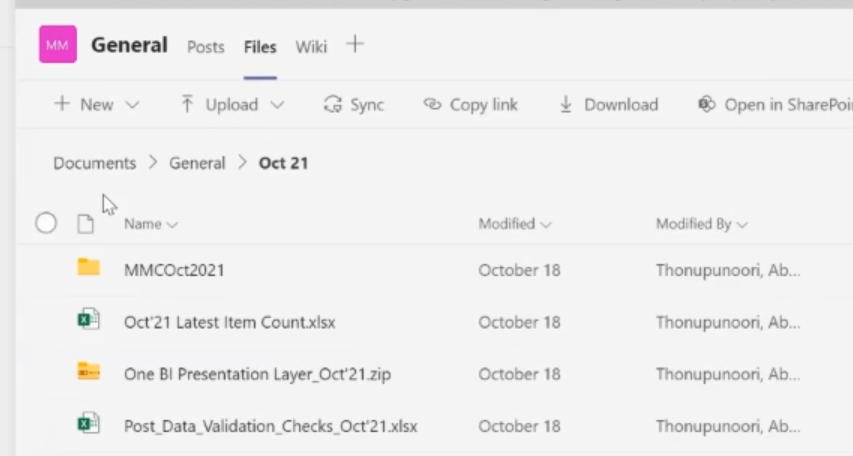 MM General Posts Files Wiki
New Upload Sync Copy link Download Open in SharePoi
Documents > General > Oct 21
Name Modified Modified By
MMCOct2021 October 18 Thonupunoori, Ab...
Oct'21 Latest Item Count.xlsx October 18 Thonupunoori, Ab...
One BI Presentation Layer_Oct'21.zip October 18 Thonupunoori, Ab...
Post_Data_Validation_Checks_Oct'21.xlsx October 18 Thonupunoori, Ab...